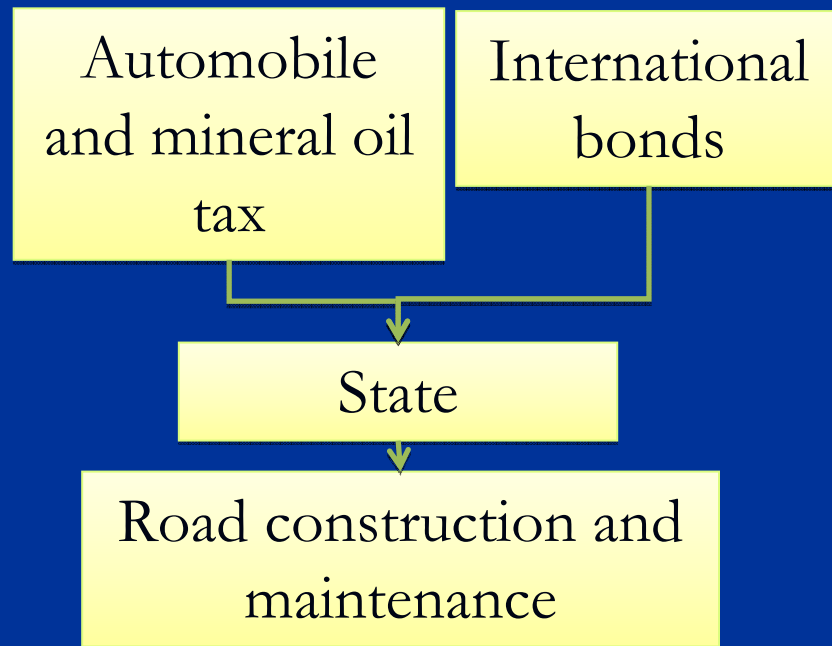 Automobile
and mineral oil
tax
International
bonds
State
Road construction and
maintenance